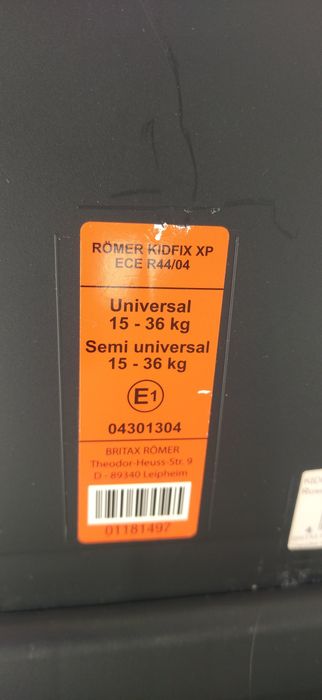 RÖMER KIDFIX XP
ECE R44/04
Universal
15 - 36 kg
Semi universal
15 - 36 kg
E1
04301304
BRITAX RÖMER
Theodor-Heuss-Str. 9
D - 89340 Leipheim
01181497